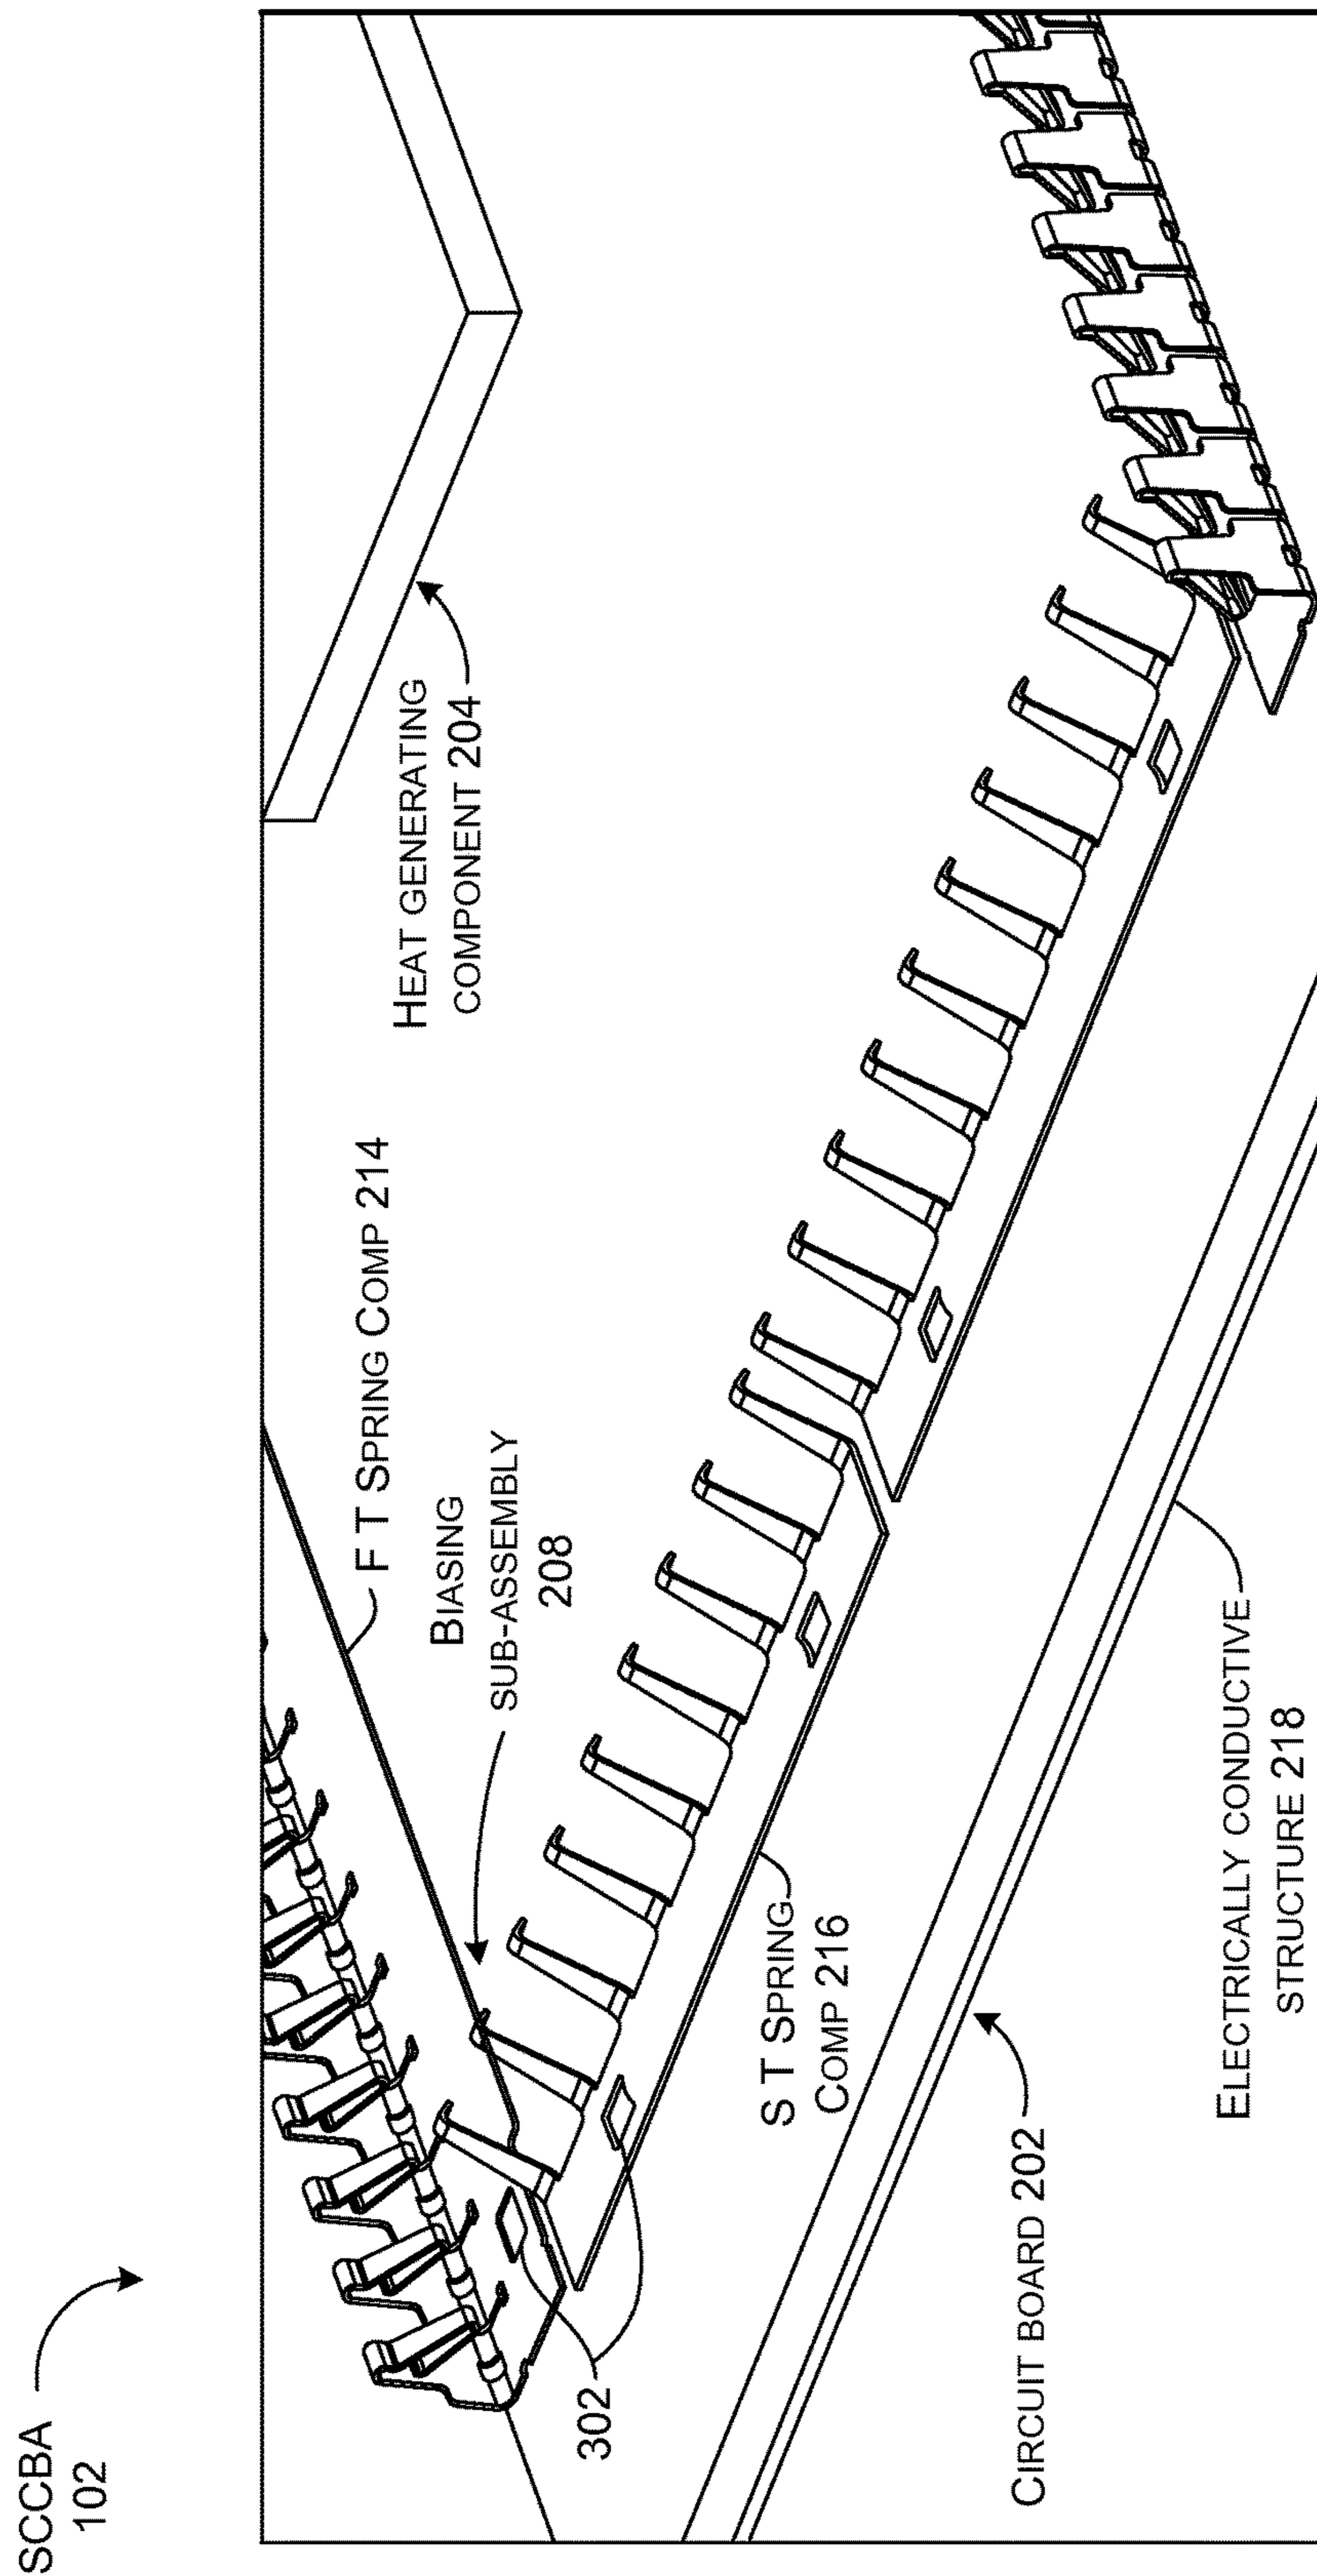 SCCBA
102
HEAT GENERATING
COMPONENT 204
F T SPRING COMP 214
BIASING
SUB-ASSEMBLY
208
302
S T SPRING
COMP 216
CIRCUIT BOARD 202
ELECTRICALLY CONDUCTIVE
STRUCTURE 218